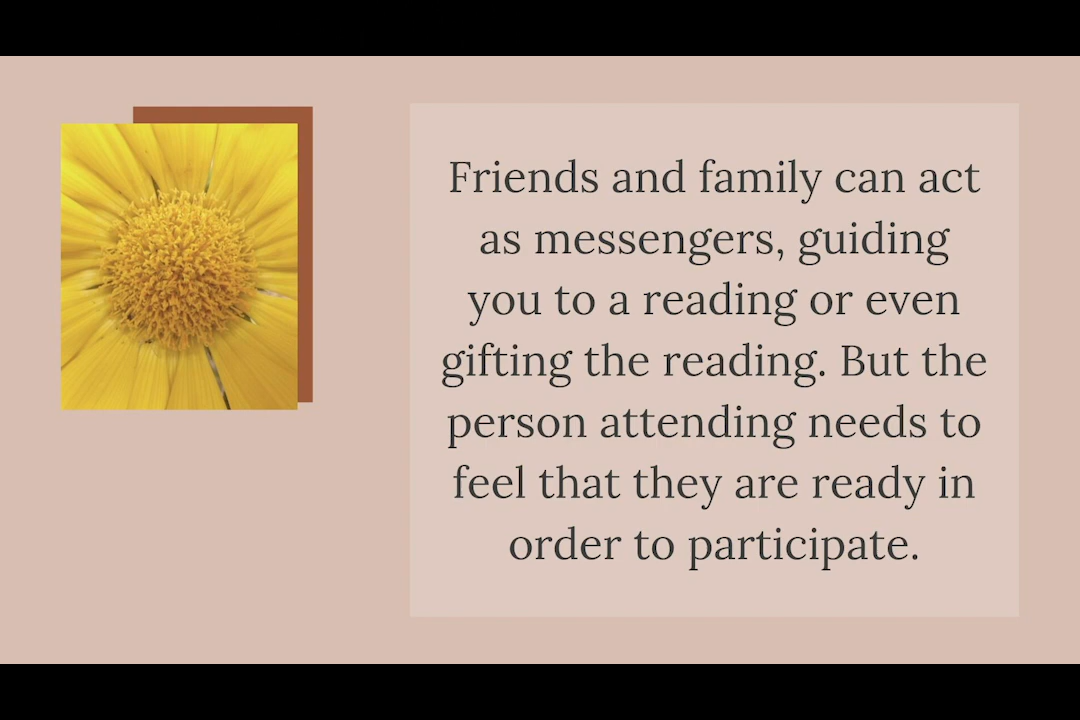 Friends and family can act
as messengers, guiding
you to a reading or even
gifting the reading. But the
person attending needs to
feel that they are ready in
order to participate.